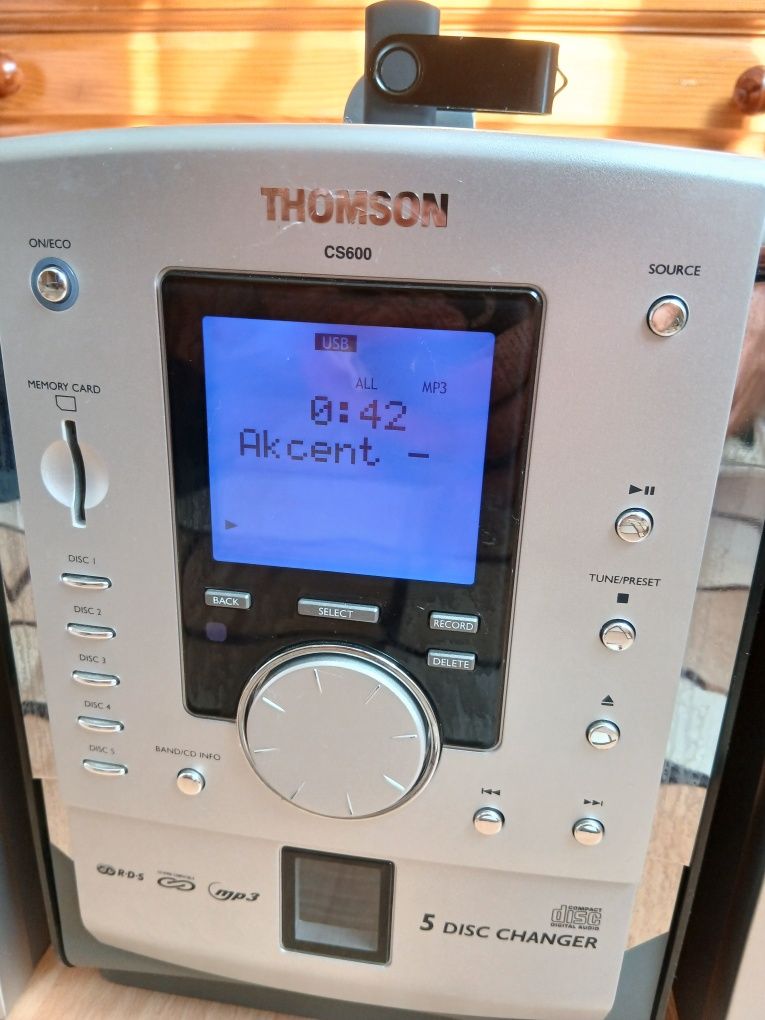 THOMSON
CS600
ON/ECO
SOURCE
MEMORY CARD
USB
ALL MP3
0:42
Akcent -
DISC 1
DISC 2
DISC 3
DISC 4
DISC 5
BACK
SELECT
RECORD
DELETE
TUNE/PRESET
BAND/CD INFO
R·D·S
mp3
COMPACT
disc
DIGITAL AUDIO
5 DISC CHANGER